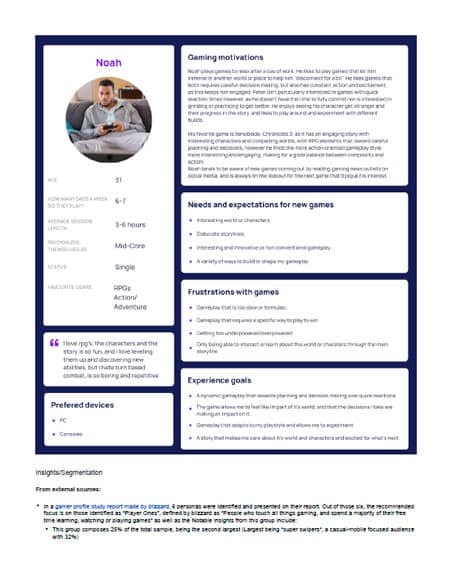 Noah
AGE 31
HOW MANY DAYS A WEEK DO THEY PLAY? 6-7
AVERAGE SESSION LENGTH 3-6 hours
RECOGNIZES THEMSELVES AS Mid-Core
STATUS Single
FAVOURITE GENRE RPGs
Action/
Adventure
I love rpg's, the characters and the
story is so fun, and i love leveling
them up and discovering new
abilities, but i hate turn based
combat, is so boring and repetitive
Prefered devices
PC
Consoles
Gaming motivations
Noah plays games to relax after a day of work. He likes to play games that let him
immerse in another world or place to help him "disconnect for a bit". He likes games that
both requires careful decision making, but also has constant action and excitement,
as this keeps him engaged. Peter isn't particularly interested in games with quick
reaction times however, as he doesn't have the time to fully commit nor is interested in
grinding or practicing to get better. He enjoys seeing his character get stronger and
their progress in the story, and likes to play around and experiment with different
builds.
His favorite game is Xenoblade Chronicles 3, as it has an engaging story with
interesting characters and compelling worlds, with RPG elements that reward careful
planning and decisions, however he finds the more action oriented gameplay style
more interesting and engaging, making for a good balance between complexity and
action.
Noah tends to be aware of new games coming out by reading gaming news outlets on
social media, and is always on the lookout for the next game that'll pique his interest.
Needs and expectations for new games
Interesting world or characters
Elaborate storylines
Interesting and innovative or non conventional gameplay
A variety of ways to build or shape my gameplay
Frustrations with games
Gameplay that is too slow or formulaic.
Gameplay that requires a specific way to play to win
Getting too underpowered/overpowered
Only being able to interact or learn about this world or characters through the main
storyline
Experience goals
A dynamic gameplay that rewards planning and decision making over quick reactions
The game allows me to feel like im part of it's world, and that the decisions i take are
making an impact on it.
Gameplay that adapts to my playstyle and allows me to experiment
A story that makes me care about it's world and characters and excited for what's next
Insights/Segmentation
From external sources:
In a gamer profile study report made by blizzard, 6 personas were identified and presented on their report. Out of those six, the recommended
focus is on those identified as "Player Ones", defined by blizzard as "People who touch all things gaming, and spend a majority of their free
time learning, watching or playing games" as well as the Notable insights from this group include:
This group composes 25% of the total sample, being the second largest (Largest being "super swipers", a casual-mobile focused audience
with 32%)